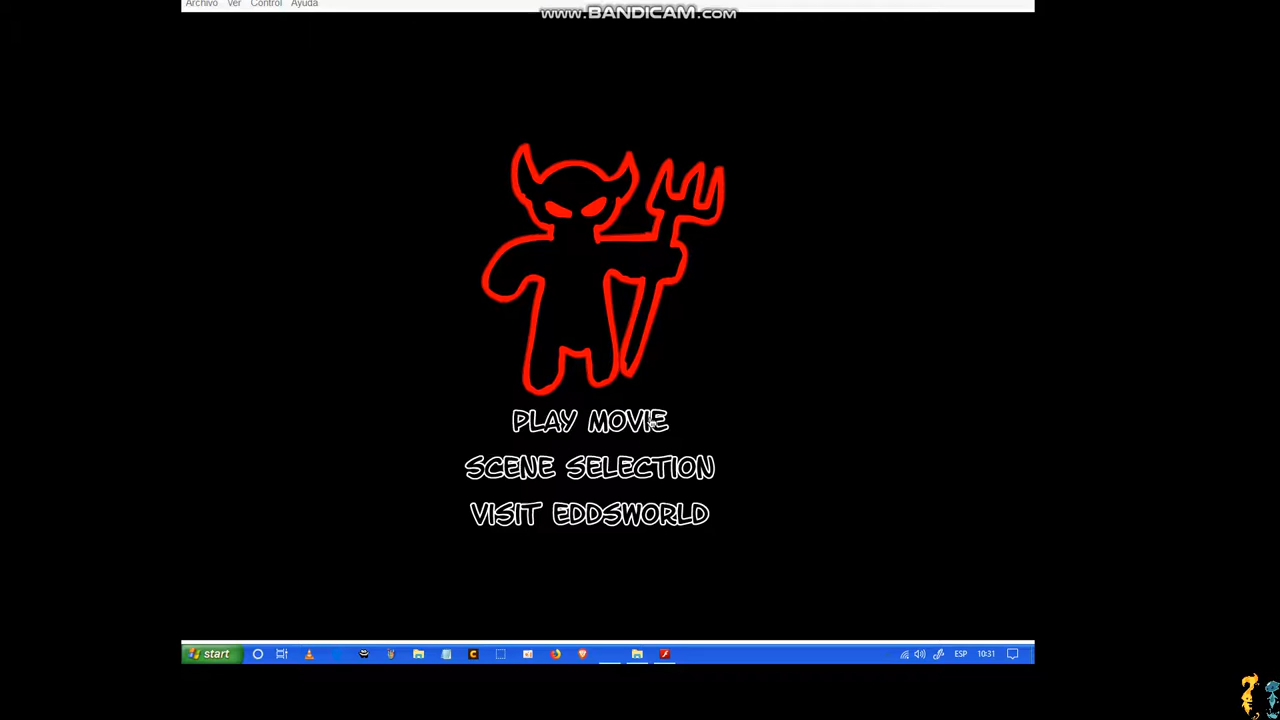 Archivo Ver Control Ayuda
www.BANDICAM.com
PLAY MOVIE
SCENE SELECTION
VISIT EDDSWORLD
start
ESP 10:31